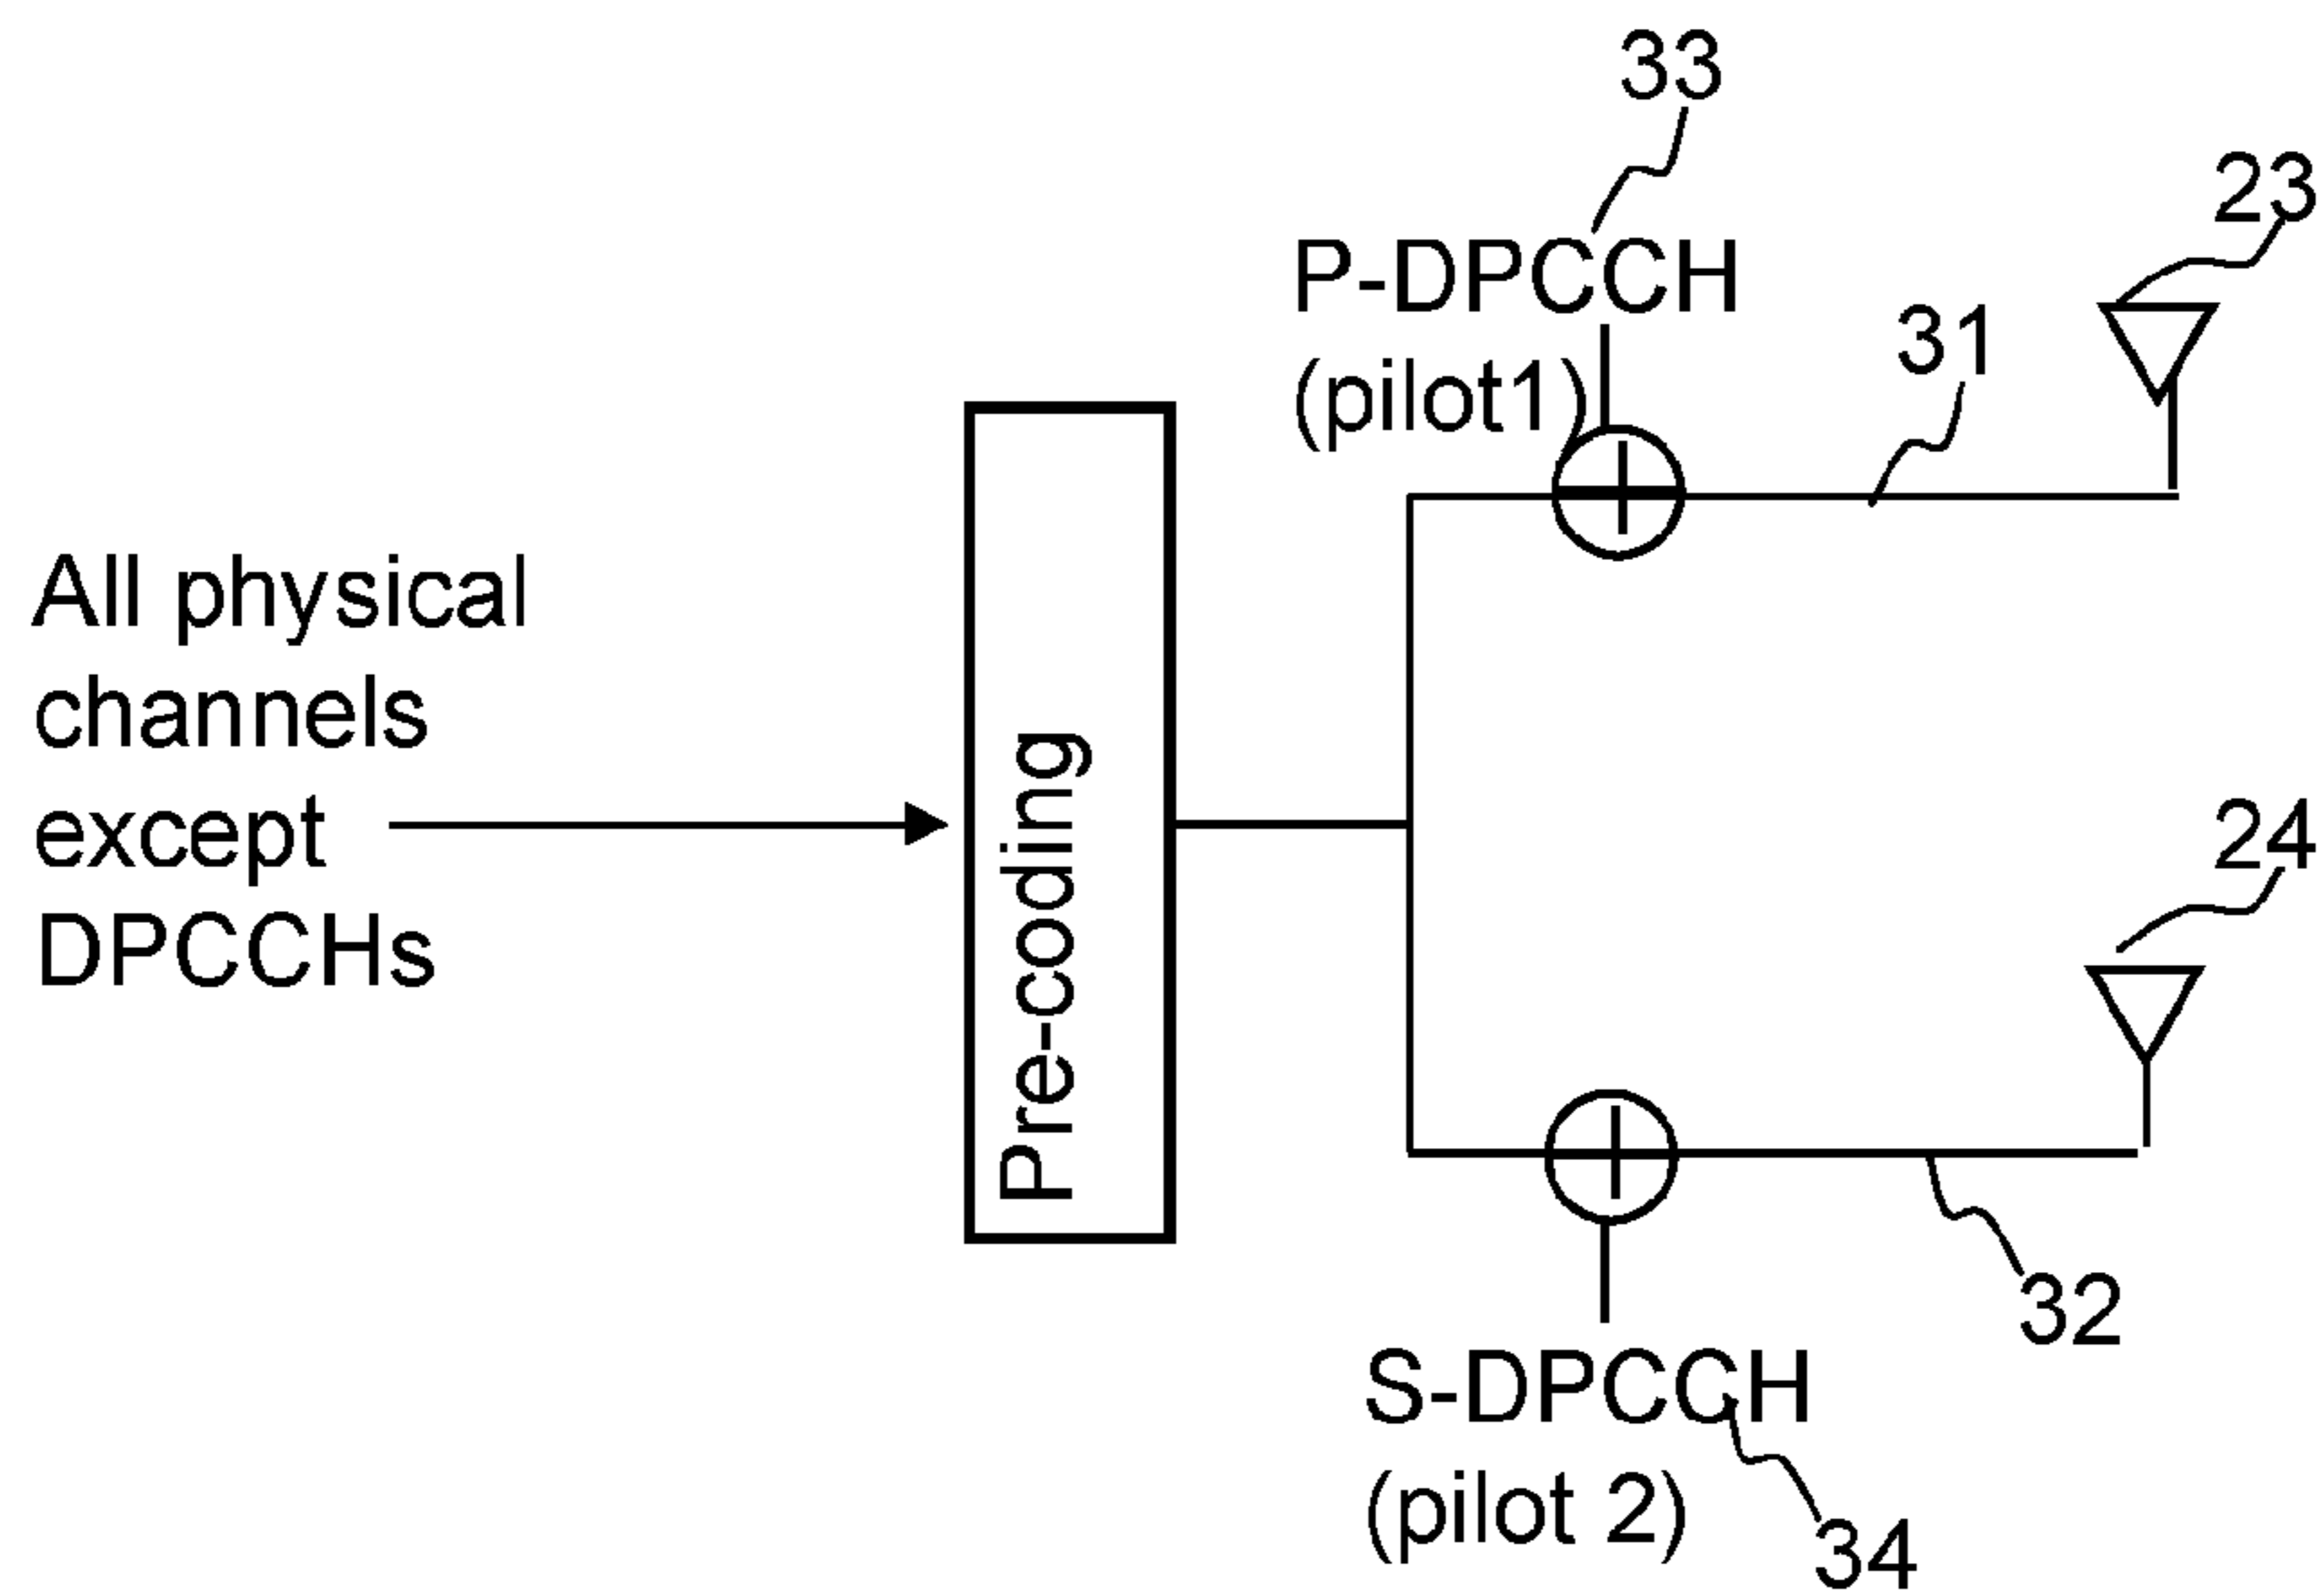 33
23
P-DPCCH
31
(pilot1)
All physical
channels
except
DPCCHs
Pre-coding
24
32
S-DPCCH
(pilot 2)
34